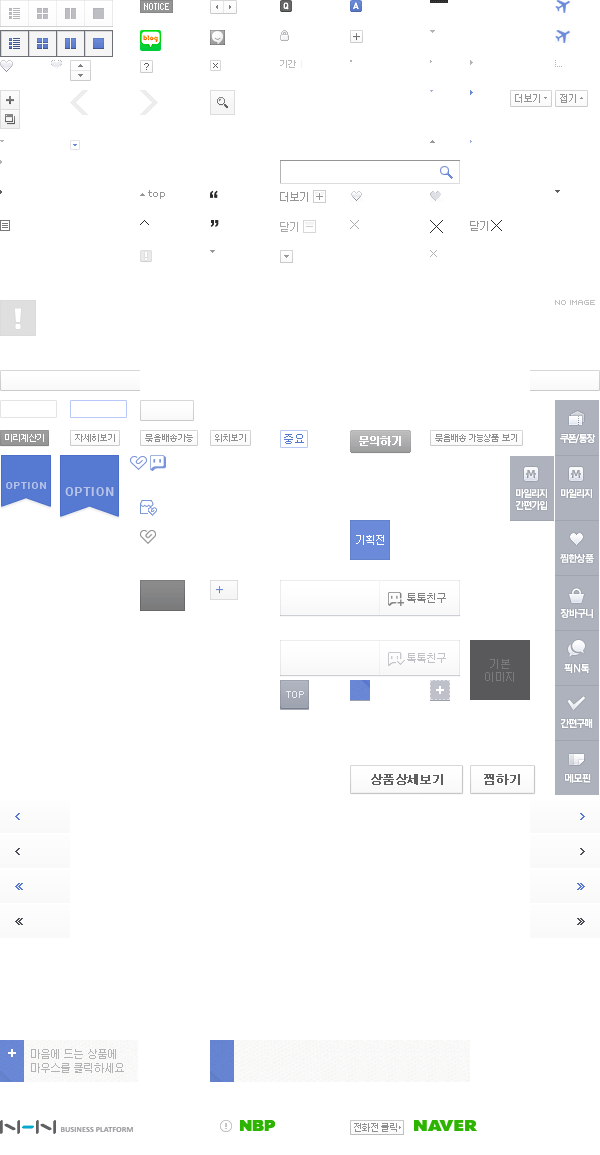 NOTICE
Q
A
blog
기간
?
더보기
접기
top
더보기
닫기
닫기
NO IMAGE
미리계산기
자세히보기
묶음배송가능
위치보기
중요
문의하기
묶음배송 가능상품 보기
쿠폰/통장
OPTION
OPTION
마일리지
간편가입
마일리지
기획전
찜한상품
톡톡친구
장바구니
톡톡친구
기본
이미지
픽N톡
TOP
간편구매
상품상세보기
찜하기
메모핀
마음에 드는 상품에
마우스를 클릭하세요
NHN BUSINESS PLATFORM
NBP
전화전 클릭
NAVER